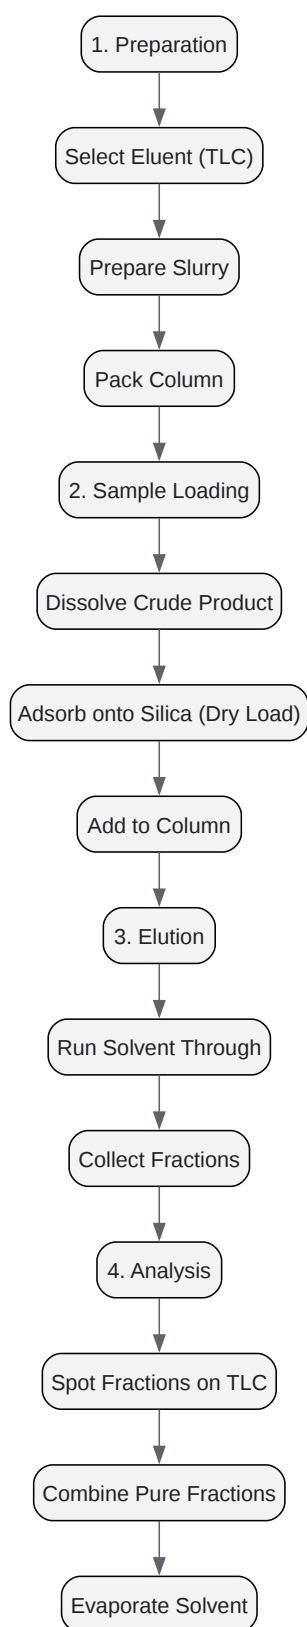 1. Preparation
Select Eluent (TLC)
Prepare Slurry
Pack Column
2. Sample Loading
Dissolve Crude Product
Adsorb onto Silica (Dry Load)
Add to Column
3. Elution
Run Solvent Through
Collect Fractions
4. Analysis
Spot Fractions on TLC
Combine Pure Fractions
Evaporate Solvent